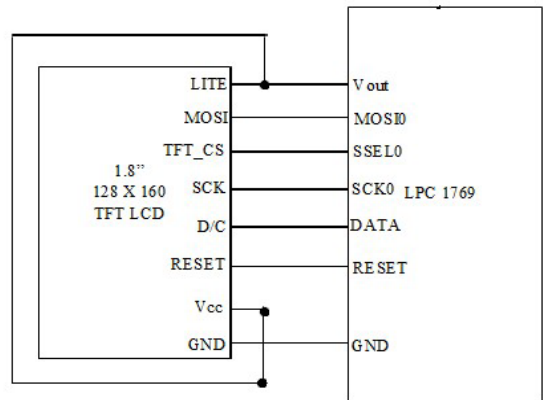 LITE
MOSI
TFT_CS
SCK
D/C
RESET
Vcc
GND
1.8”
128 X 160
TFT LCD
Vout
MOSI0
SSEL0
SCK0
DATA
RESET
GND
LPC 1769